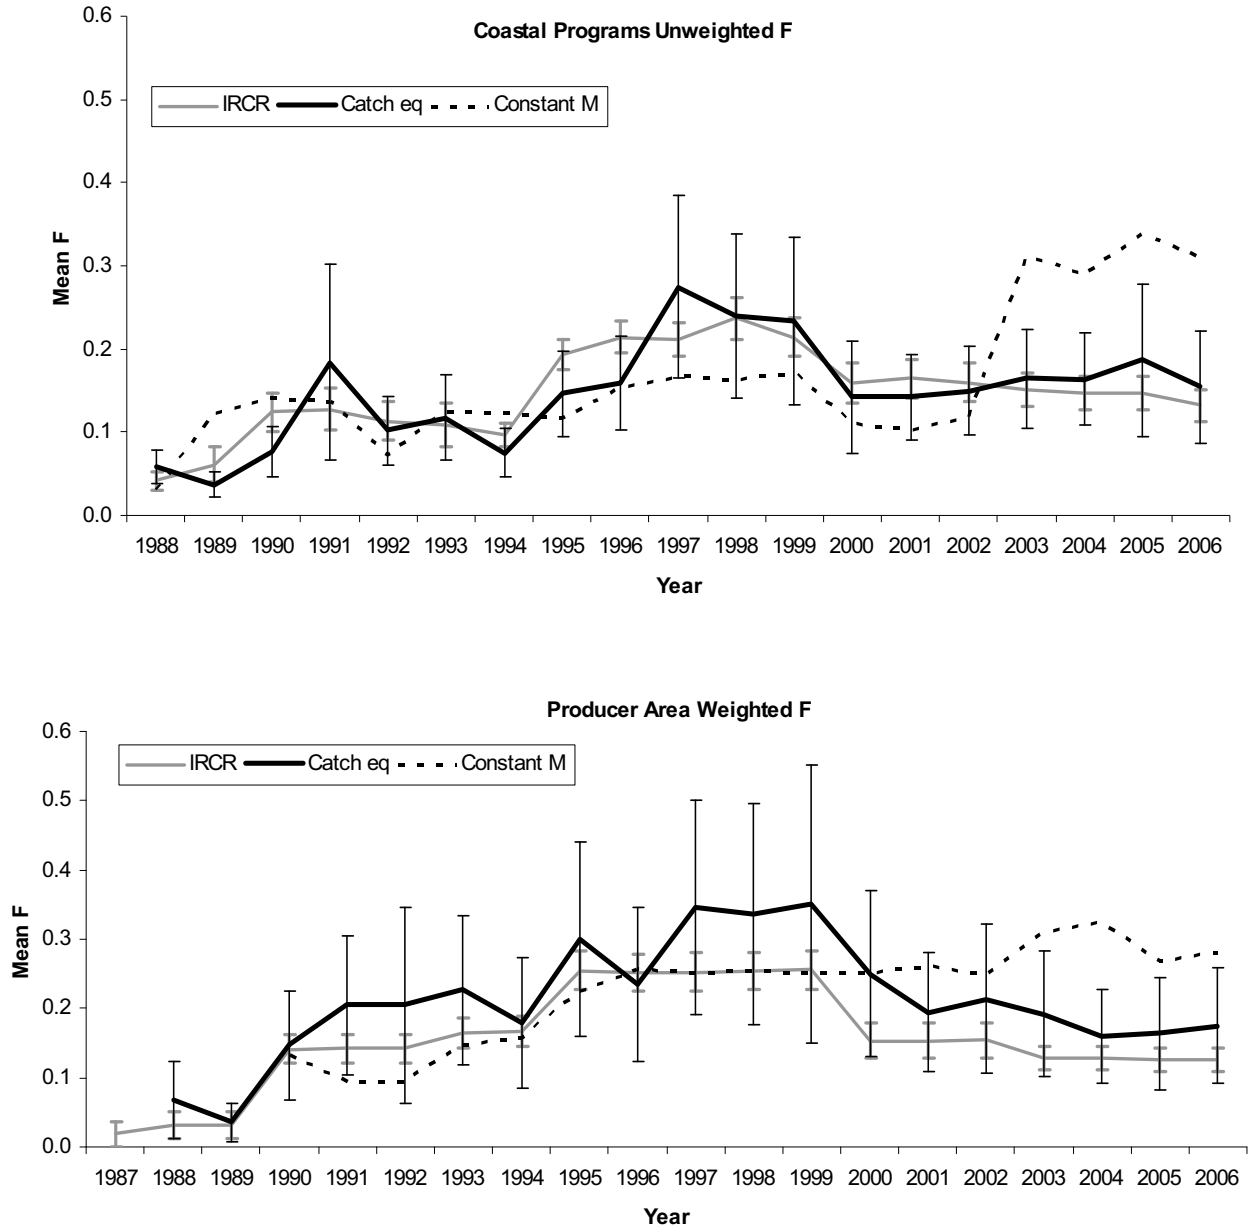 Coastal Programs Unweighted F
IRCR Catch eq Constant M
Mean F
0.6
0.5
0.4
0.3
0.2
0.1
0.0
1988 1989 1990 1991 1992 1993 1994 1995 1996 1997 1998 1999 2000 2001 2002 2003 2004 2005 2006
Year
Producer Area Weighted F
IRCR Catch eq Constant M
Mean F
0.6
0.5
0.4
0.3
0.2
0.1
0.0
1987 1988 1989 1990 1991 1992 1993 1994 1995 1996 1997 1998 1999 2000 2001 2002 2003 2004 2005 2006
Year